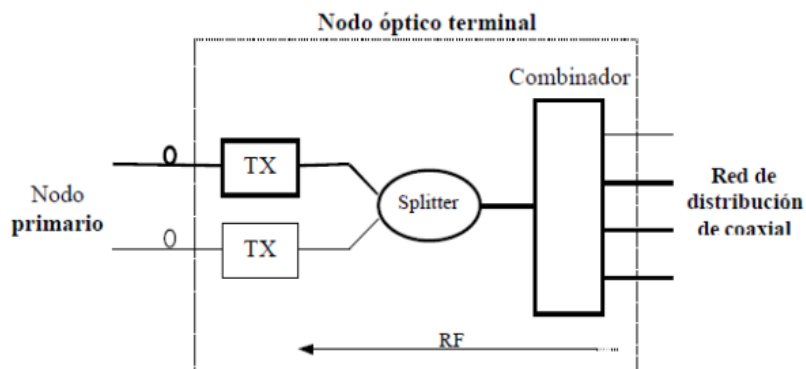 Nodo óptico terminal
Combinador
TX
Splitter
Nodo
primario
TX
Red de
distribución
de coaxial
RF